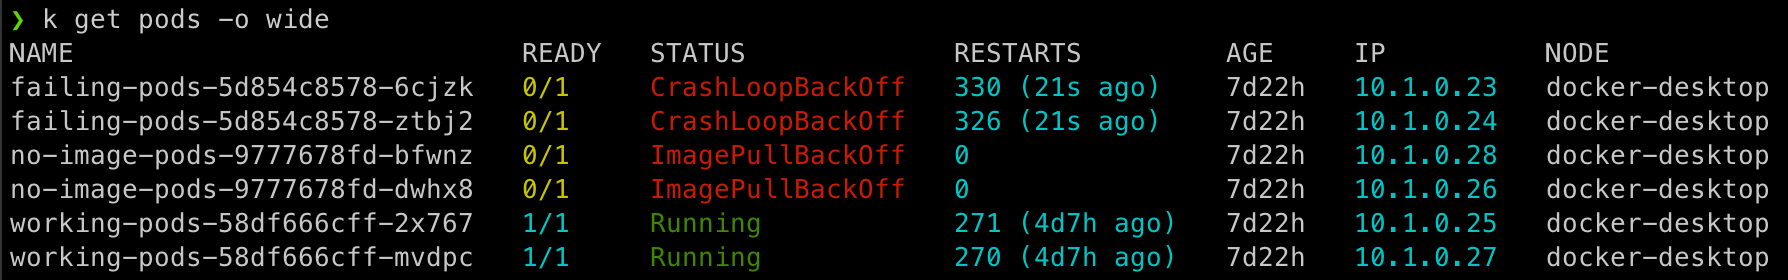 ❯ k get pods -o wide
NAME READY STATUS RESTARTS AGE IP NODE
failing-pods-5d854c8578-6cjzk 0/1 CrashLoopBackOff 330 (21s ago) 7d22h 10.1.0.23 docker-desktop
failing-pods-5d854c8578-ztbj2 0/1 CrashLoopBackOff 326 (21s ago) 7d22h 10.1.0.24 docker-desktop
no-image-pods-9777678fd-bfwnz 0/1 ImagePullBackOff 0 7d22h 10.1.0.28 docker-desktop
no-image-pods-9777678fd-dwhx8 0/1 ImagePullBackOff 0 7d22h 10.1.0.26 docker-desktop
working-pods-58df666cff-2x767 1/1 Running 271 (4d7h ago) 7d22h 10.1.0.25 docker-desktop
working-pods-58df666cff-mvdpc 1/1 Running 270 (4d7h ago) 7d22h 10.1.0.27 docker-desktop